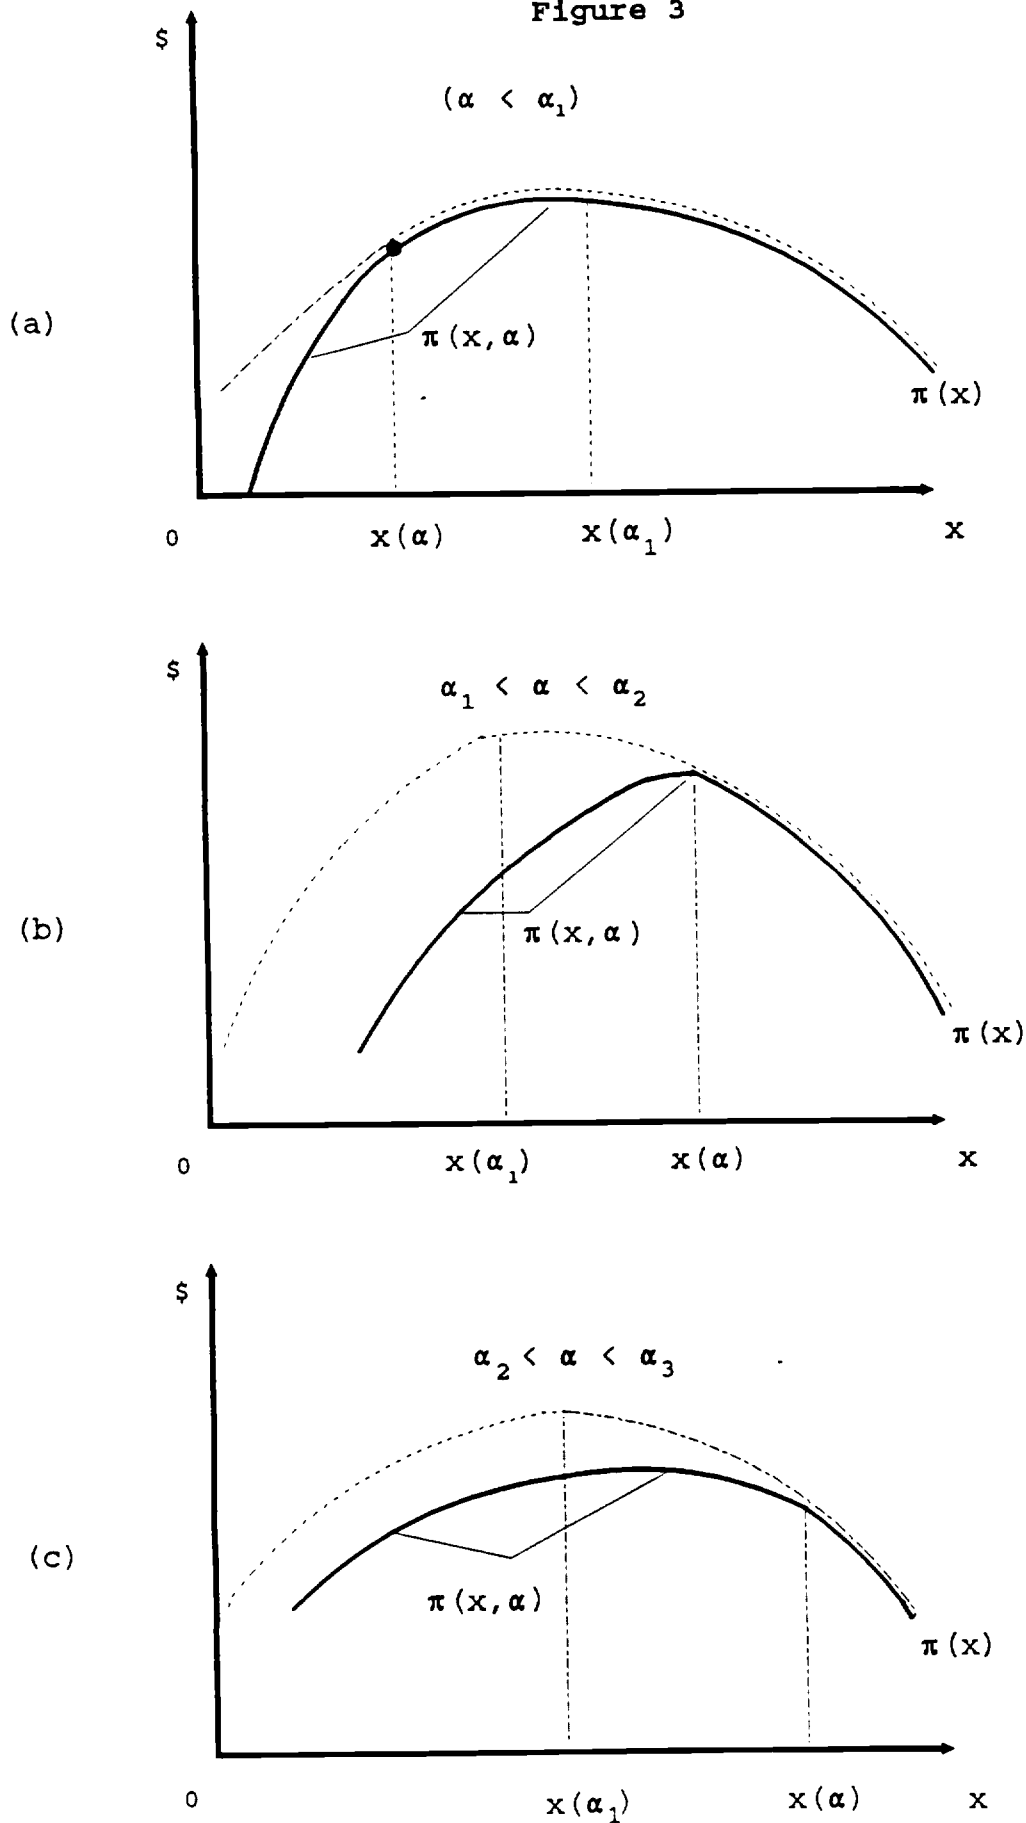 Figure 3
$
(α < α₁)
(a)
π(x,α)
π(x)
0
x(α)
x(α₁)
x
$
α₁ < α < α₂
(b)
π(x,α)
π(x)
0
x(α₁)
x(α)
x
$
α₂ < α < α₃
(c)
π(x,α)
π(x)
0
x(α₁)
x(α)
x